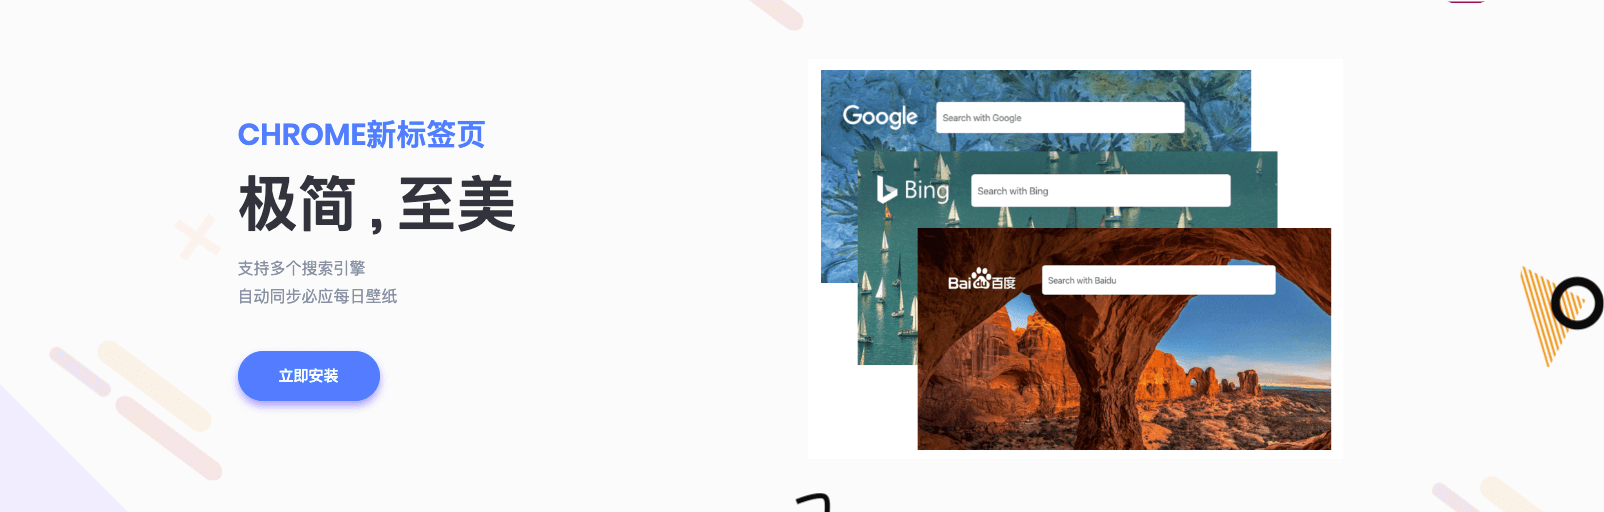 CHROME新标签页
极简,至美
支持多个搜索引擎
自动同步必应每日壁纸
立即安装
Google Search with Google
Bing Search with Bing
Bai百度 Search with Baidu